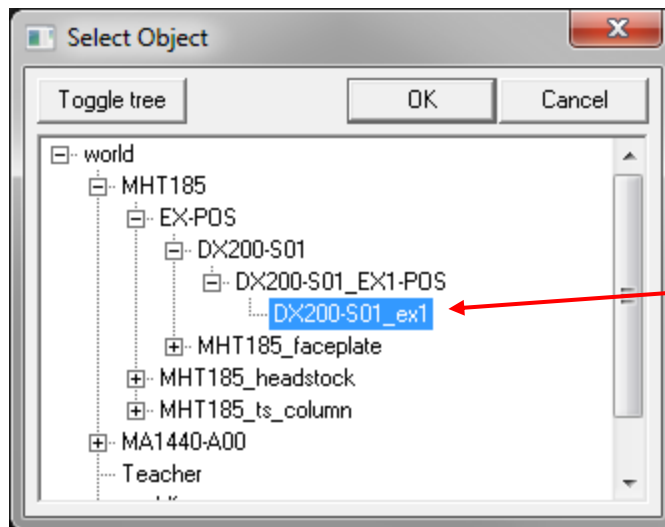 Select Object
Toggle tree OK Cancel
world
MHT185
EX-POS
DX200-S01
DX200-S01_EX1-POS
DX200-S01_ex1
MHT185_faceplate
MHT185_headstock
MHT185_ts_column
MA1440-A00
Teacher